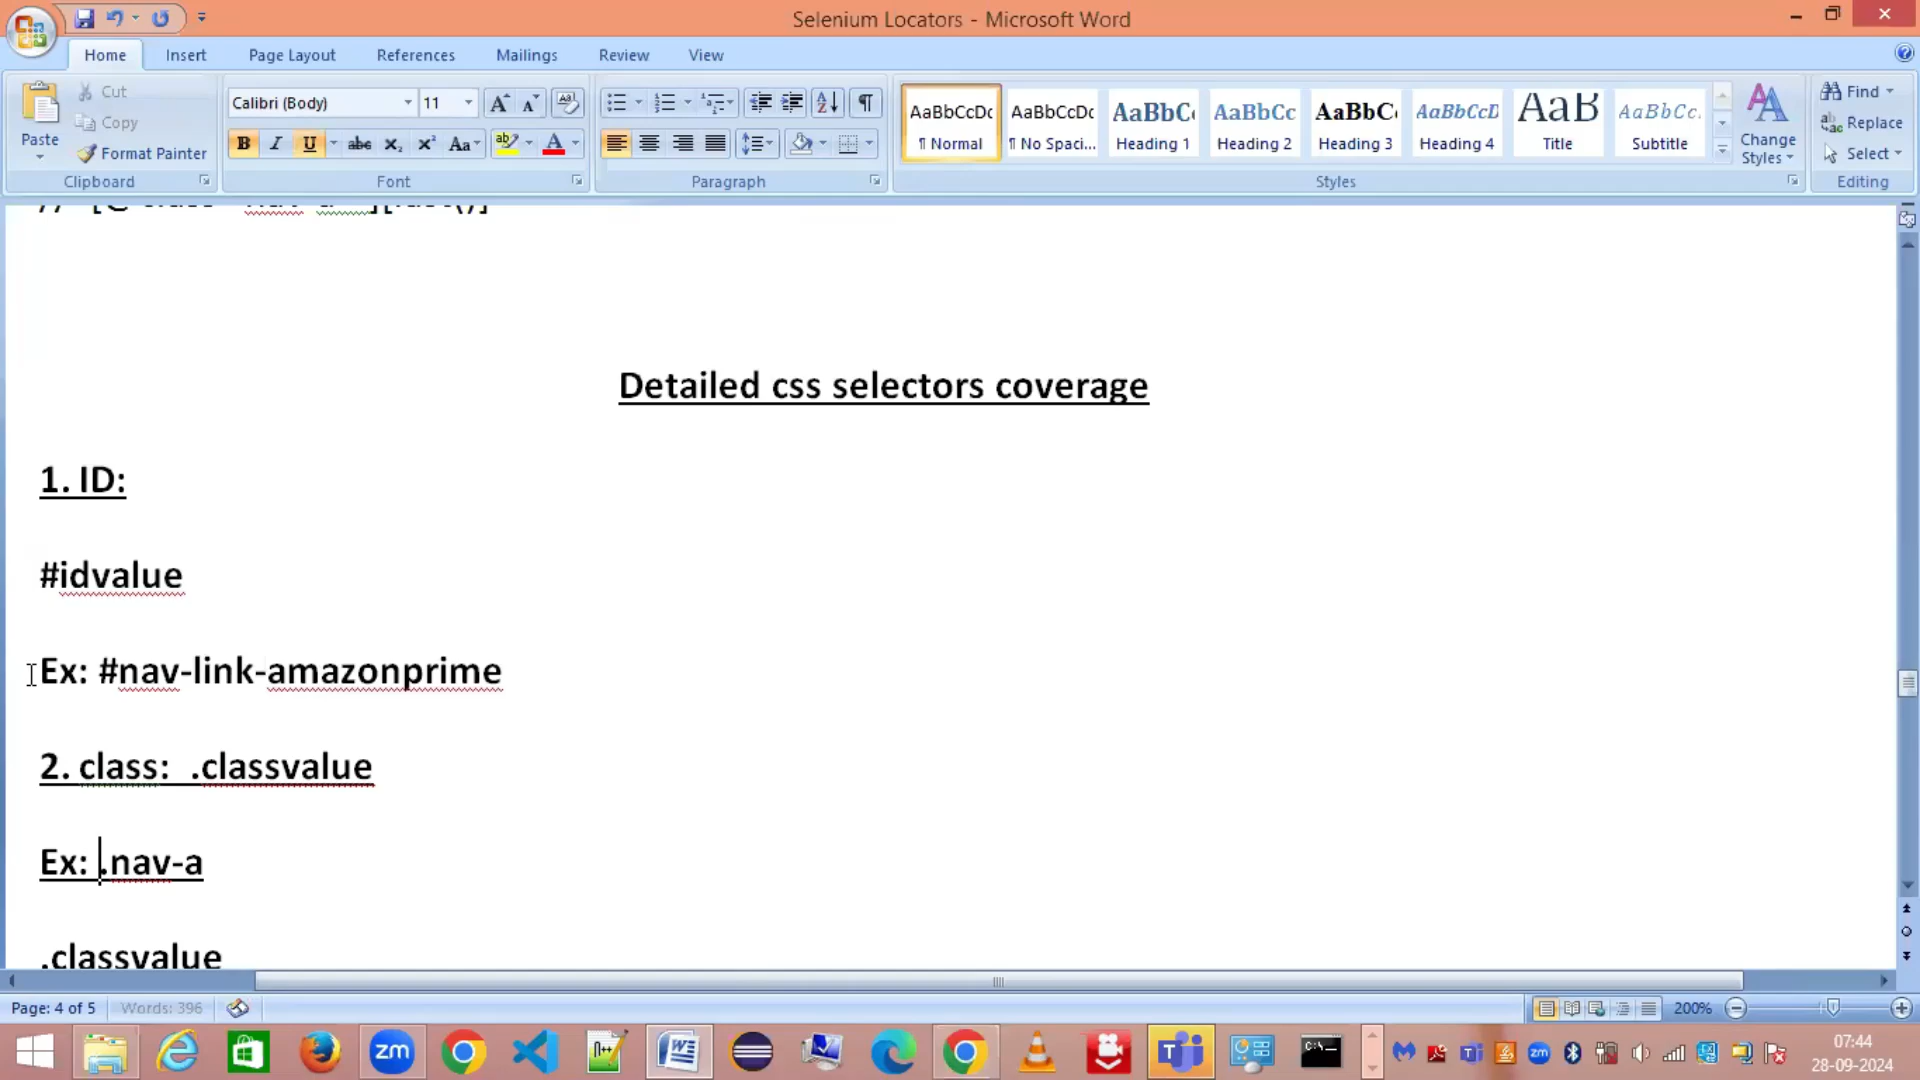 Selenium Locators - Microsoft Word
Home
Insert
Page Layout
References
Mailings
Review
View
Paste
Cut
Copy
Format Painter
Clipboard
Calibri (Body)
11
Font
Paragraph
AaBbCcDc
¶ Normal
AaBbCcDc
¶ No Spaci...
AaBbC
Heading 1
AaBbCc
Heading 2
AaBbC
Heading 3
AaBbCcD
Heading 4
AaB
Title
AaBbCc.
Subtitle
Change
Styles
Styles
Find
Replace
Select
Editing
Detailed css selectors coverage
1. ID:
#idvalue
Ex: #nav-link-amazonprime
2. class: .classvalue
Ex: .nav-a
.classvalue
Page: 4 of 5
Words: 396
200%
07:44
28-09-2024